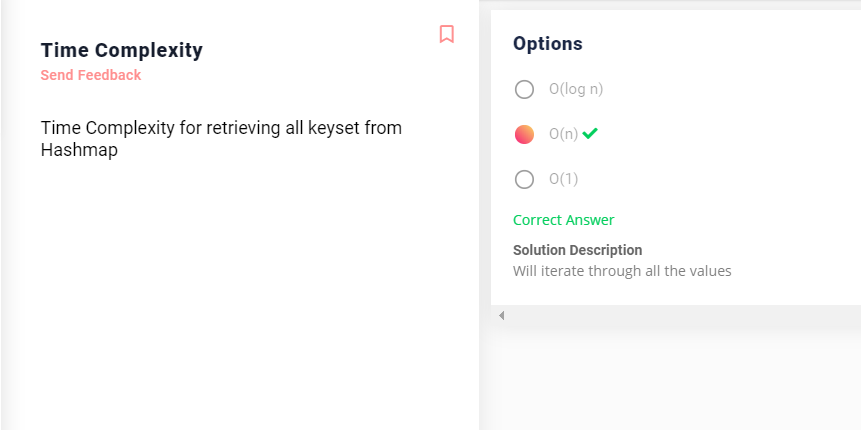 Time Complexity
Send Feedback
Time Complexity for retrieving all keyset from
Hashmap
Options
O(log n)
O(n)
O(1)
Correct Answer
Solution Description
Will iterate through all the values